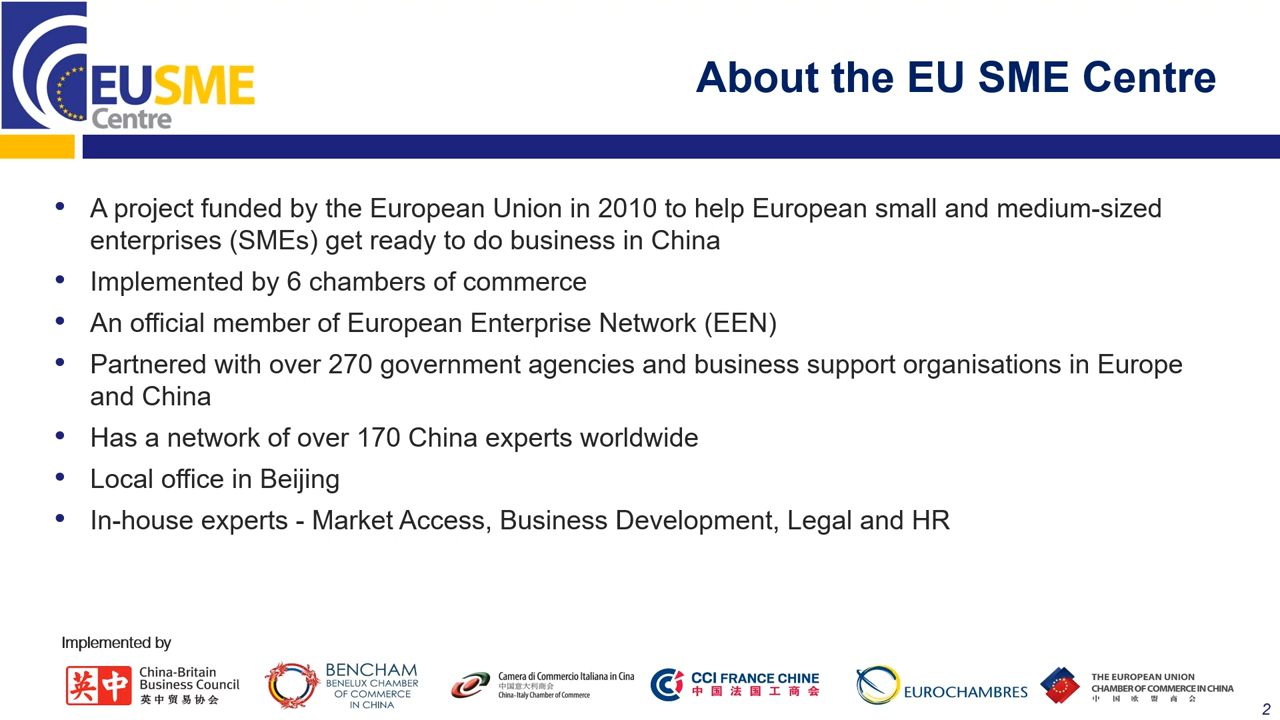 EUSME
Centre
About the EU SME Centre
• A project funded by the European Union in 2010 to help European small and medium-sized
enterprises (SMEs) get ready to do business in China
• Implemented by 6 chambers of commerce
• An official member of European Enterprise Network (EEN)
• Partnered with over 270 government agencies and business support organisations in Europe
and China
• Has a network of over 170 China experts worldwide
• Local office in Beijing
• In-house experts - Market Access, Business Development, Legal and HR
Implemented by
英中
China-Britain
Business Council
英中贸易协会
BENCHAM
BENELUX CHAMBER
OF COMMERCE
IN CHINA
Camera di Commercio Italiana in Cina
中国意大利商会
China-Italy Chamber of Commerce
CCI FRANCE CHINE
中国法国工商会
EUROCHAMBRES
THE EUROPEAN UNION
CHAMBER OF COMMERCE IN CHINA
中国欧盟商会
2